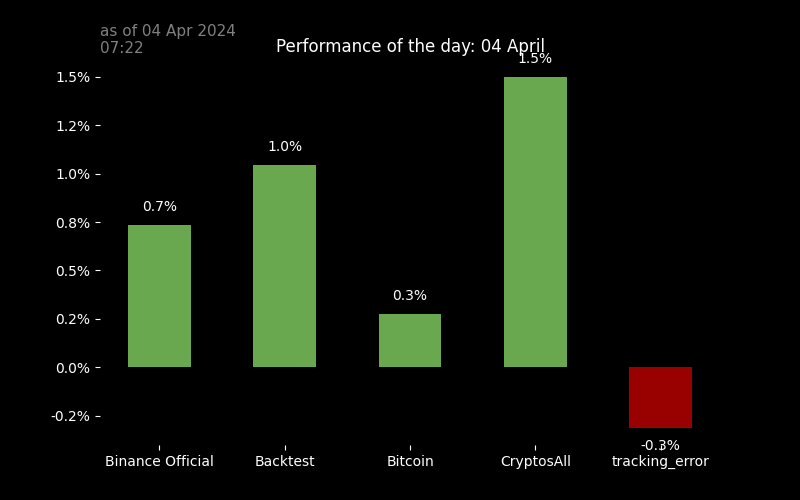 as of 04 Apr 2024
07:22
Performance of the day: 04 April
1.5%
1.5%
1.2%
1.0%
1.0%
0.8%
0.7%
0.5%
0.3%
0.2%
0.0%
-0.2%
-0.3%
Binance Official
Backtest
Bitcoin
CryptosAll
tracking_error